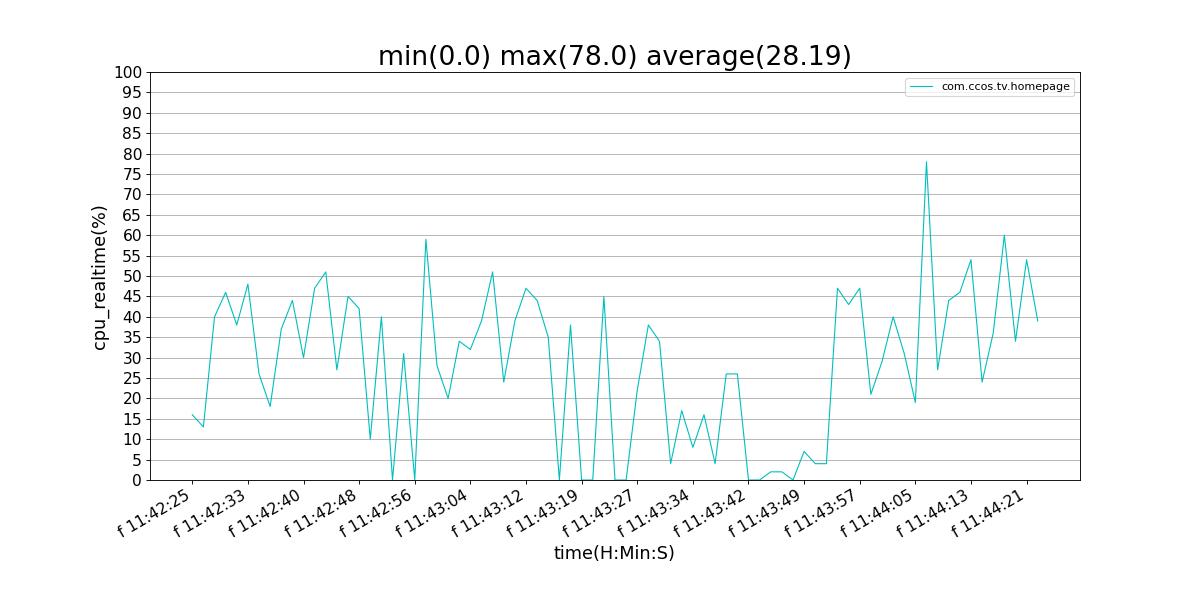 min(0.0) max(78.0) average(28.19)
com.ccos.tv.homepage
cpu_realtime(%)
100
95
90
85
80
75
70
65
60
55
50
45
40
35
30
25
20
15
10
5
0
f 11:42:25
f 11:42:33
f 11:42:40
f 11:42:48
f 11:42:56
f 11:43:04
f 11:43:12
f 11:43:19
f 11:43:27
f 11:43:34
f 11:43:42
f 11:43:49
f 11:43:57
f 11:44:05
f 11:44:13
f 11:44:21
time(H:Min:S)